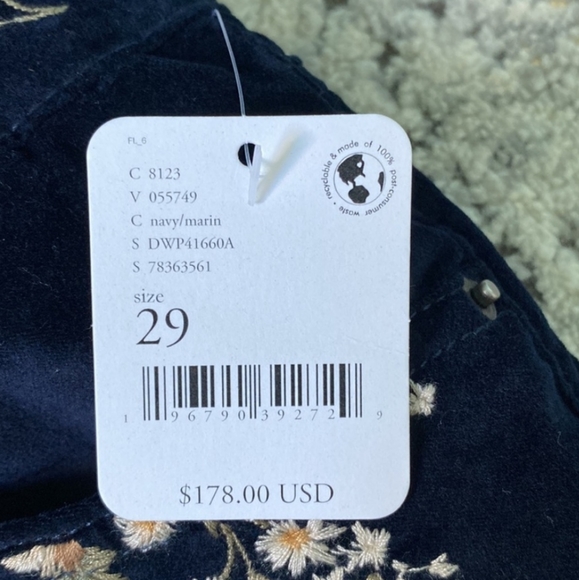 FL_6
recyclable & made of 100% post-consumer waste •
C 8123
V 055749
C navy/marin
S DWP41660A
S 78363561
size
29
1 96790 39272 9
$178.00 USD